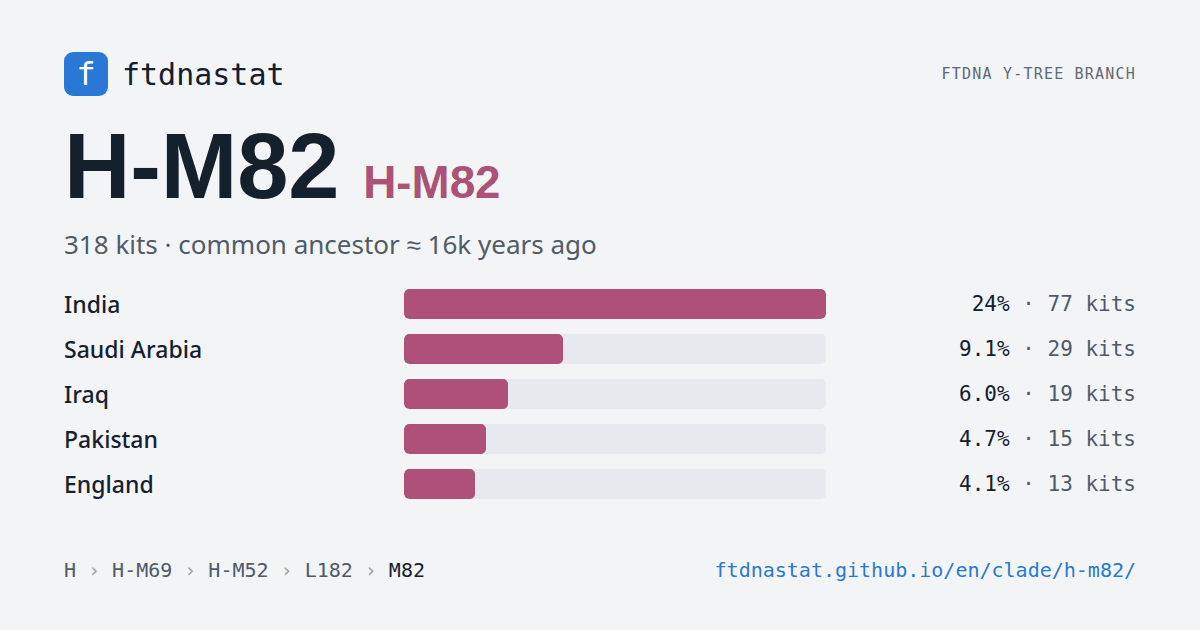 f ftdnastat
FTDNA Y-TREE BRANCH
H-M82 H-M82
318 kits · common ancestor ≈ 16k years ago
India 24% · 77 kits
Saudi Arabia 9.1% · 29 kits
Iraq 6.0% · 19 kits
Pakistan 4.7% · 15 kits
England 4.1% · 13 kits
H › H-M69 › H-M52 › L182 › M82
ftdnastat.github.io/en/clade/h-m82/